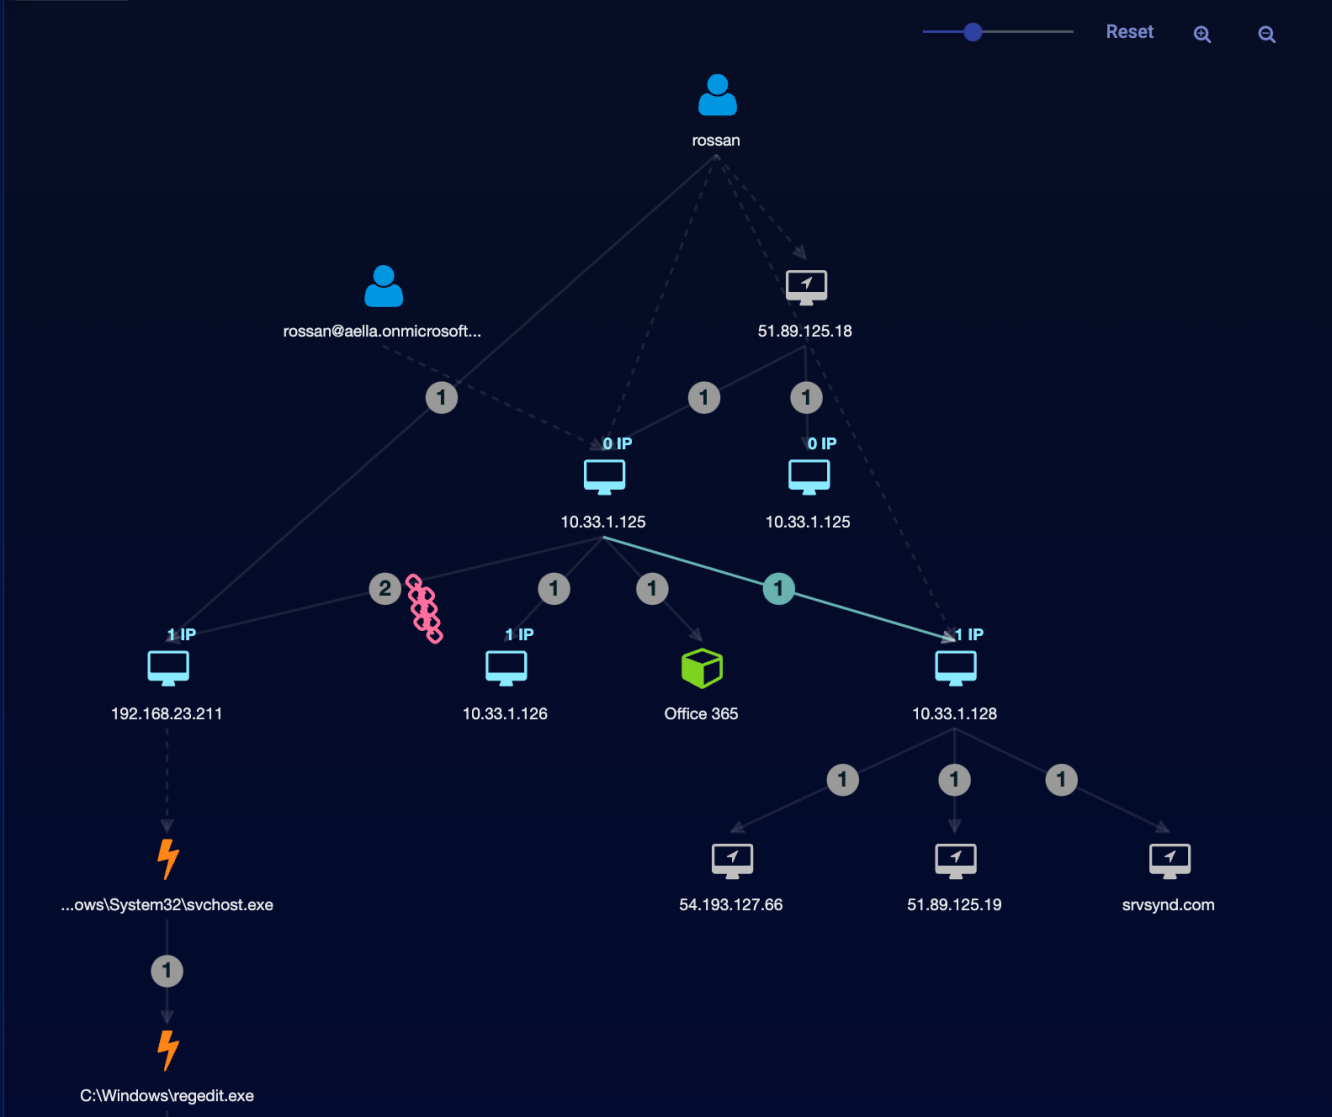 Reset
rossan
rossan@aella.onmicrosoft...
51.89.125.18
1
1
1
0 IP
0 IP
10.33.1.125
10.33.1.125
2
1
1
1
1 IP
1 IP
1 IP
192.168.23.211
10.33.1.126
Office 365
10.33.1.128
1
1
1
...ows\System32\svchost.exe
54.193.127.66
51.89.125.19
srvsynd.com
1
C:\Windows\regedit.exe